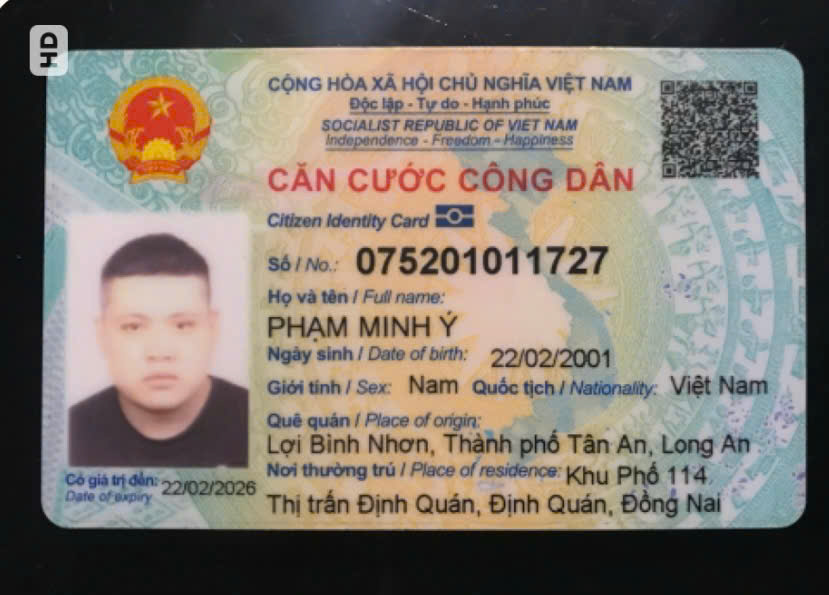 HD
CỘNG HÒA XÃ HỘI CHỦ NGHĨA VIỆT NAM
Độc lập - Tự do - Hạnh phúc
SOCIALIST REPUBLIC OF VIET NAM
Independence - Freedom - Happiness
CĂN CƯỚC CÔNG DÂN
Citizen Identity Card
Số / No.: 075201011727
Họ và tên / Full name:
PHẠM MINH Ý
Ngày sinh / Date of birth: 22/02/2001
Giới tính / Sex: Nam Quốc tịch / Nationality: Việt Nam
Quê quán / Place of origin:
Lợi Bình Nhơn, Thành phố Tân An, Long An
Nơi thường trú / Place of residence: Khu Phố 114
Thị trấn Định Quán, Định Quán, Đồng Nai
Có giá trị đến: 22/02/2026
Date of expiry